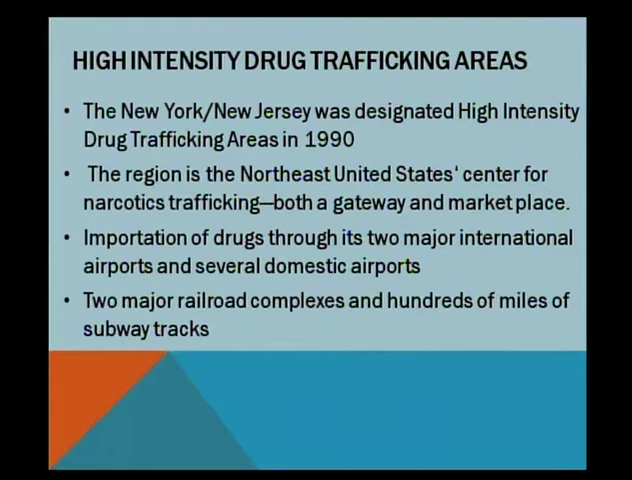 HIGH INTENSITY DRUG TRAFFICKING AREAS
• The New York/New Jersey was designated High Intensity
Drug Trafficking Areas in 1990
• The region is the Northeast United States' center for
narcotics trafficking—both a gateway and market place.
• Importation of drugs through its two major international
airports and several domestic airports
• Two major railroad complexes and hundreds of miles of
subway tracks